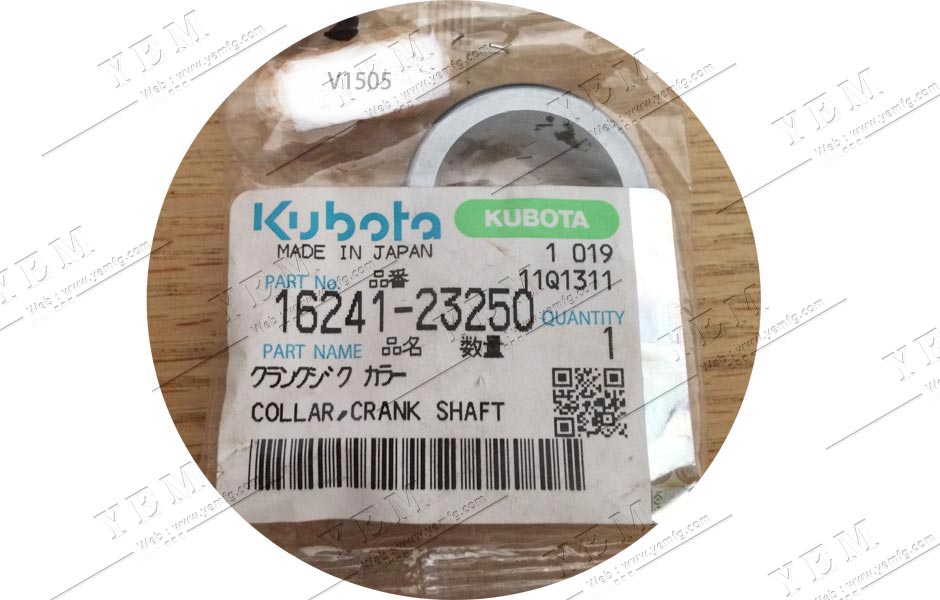 V1505
Kubota KUBOTA
MADE IN JAPAN 1 019
PART No. 品番 11Q1311
16241-23250 QUANTITY
PART NAME 品名 数量 1
クランクジク カラー
COLLAR,CRANK SHAFT
YEM
Web : www.yemfg.com